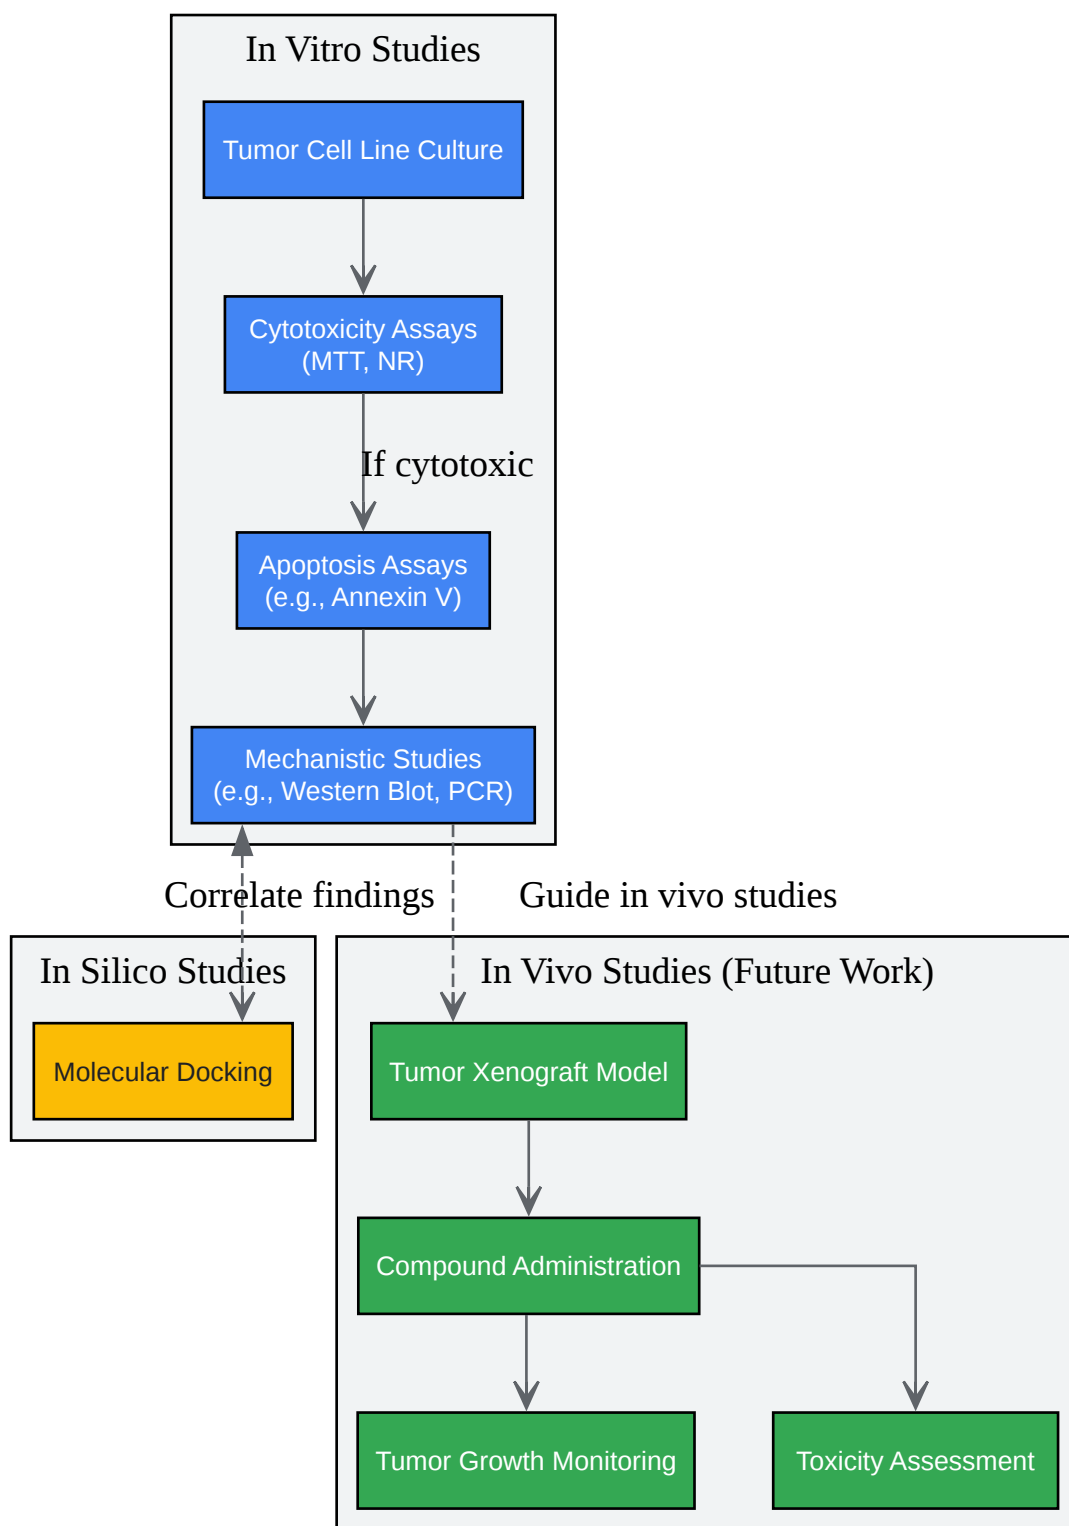 In Vitro Studies
Tumor Cell Line Culture
Cytotoxicity Assays
(MTT, NR)
If cytotoxic
Apoptosis Assays
(e.g., Annexin V)
Mechanistic Studies
(e.g., Western Blot, PCR)
Correlate findings
Guide in vivo studies
In Silico Studies
Molecular Docking
In Vivo Studies (Future Work)
Tumor Xenograft Model
Compound Administration
Tumor Growth Monitoring
Toxicity Assessment